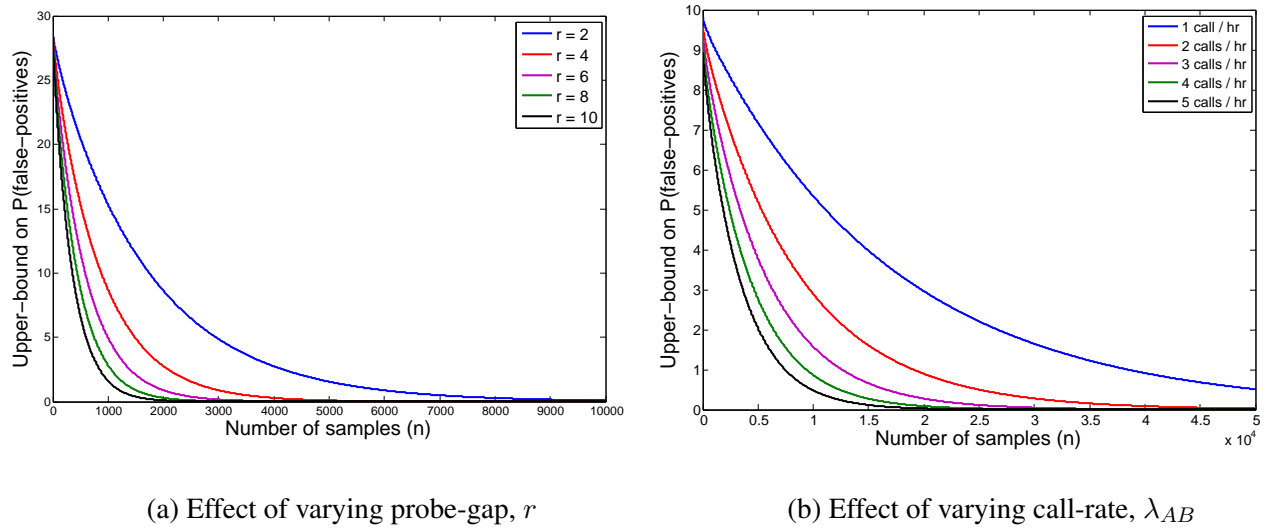 Upper−bound on P(false−positives)
30
25
20
15
10
5
0
0 1000 2000 3000 4000 5000 6000 7000 8000 9000 10000
Number of samples (n)
r = 2
r = 4
r = 6
r = 8
r = 10
(a) Effect of varying probe-gap, r
Upper−bound on P(false−positives)
10
9
8
7
6
5
4
3
2
1
0
0 0.5 1 1.5 2 2.5 3 3.5 4 4.5 5
x 10⁴
Number of samples (n)
1 call / hr
2 calls / hr
3 calls / hr
4 calls / hr
5 calls / hr
(b) Effect of varying call-rate, λ_AB